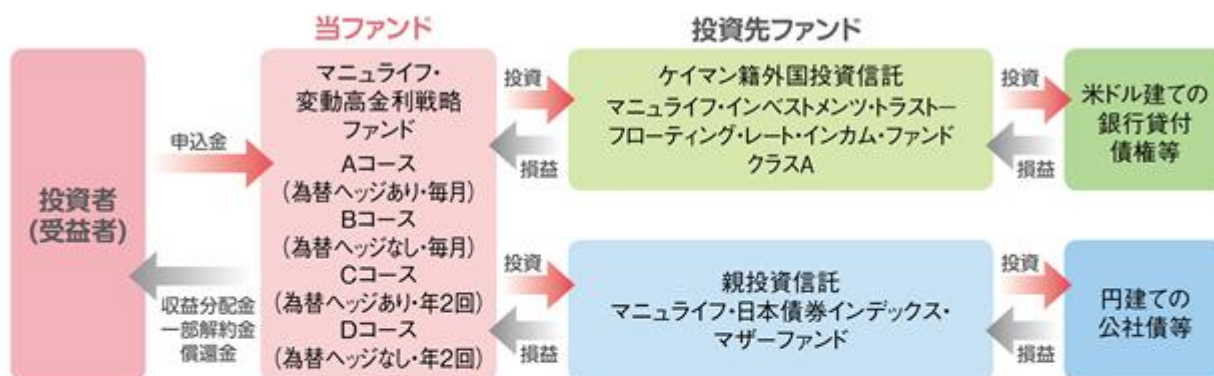 当ファンド
投資先ファンド
投資者
(受益者)
申込金
収益分配金
一部解約金
償還金
マニュライフ・
変動高金利戦略
ファンド
Aコース
(為替ヘッジあり・毎月)
Bコース
(為替ヘッジなし・毎月)
Cコース
(為替ヘッジあり・年2回)
Dコース
(為替ヘッジなし・年2回)
投資
損益
ケイマン籍外国投資信託
マニュライフ・インベストメンツ・トラスト－
フローティング・レート・インカム・ファンド
クラスA
投資
損益
米ドル建ての
銀行貸付
債権等
投資
損益
親投資信託
マニュライフ・日本債券インデックス・
マザーファンド
投資
損益
円建ての
公社債等